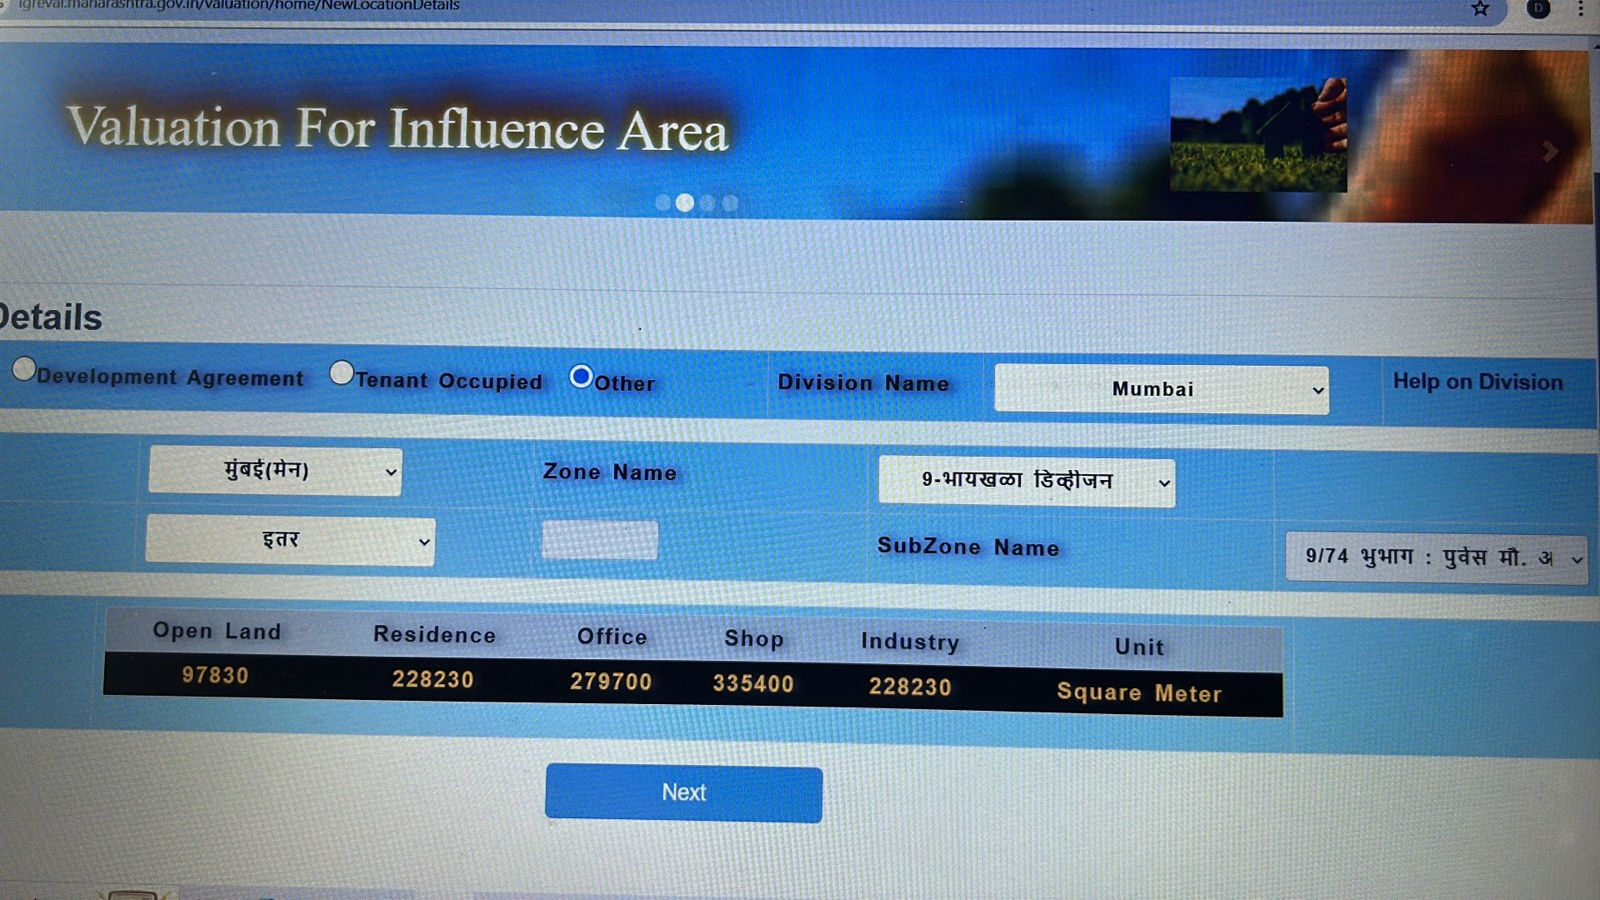 igreval.maharashtra.gov.in/valuation/home/NewLocationDetails
D
Valuation For Influence Area
Details
Development Agreement Tenant Occupied Other Division Name Mumbai Help on Division
मुंबई(मेन) Zone Name 9-भायखळा डिव्हीजन
इतर SubZone Name 9/74 भुभाग : पुर्वेस मौ. अ
Open Land Residence Office Shop Industry Unit
97830 228230 279700 335400 228230 Square Meter
Next